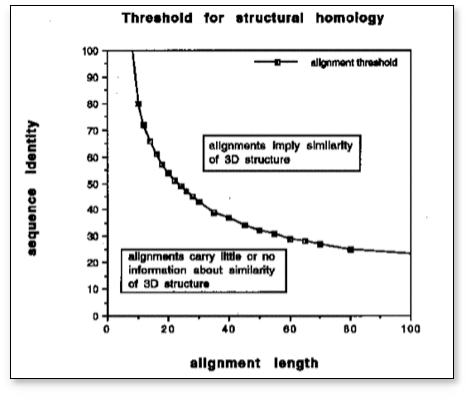 Threshold for structural homology
100
90
80
70
60
50
40
30
20
10
0
sequence identity
alignment threshold
alignments imply similarity
of 3D structure
alignments carry little or no
information about similarity
of 3D structure
0 20 40 60 80 100
alignment length